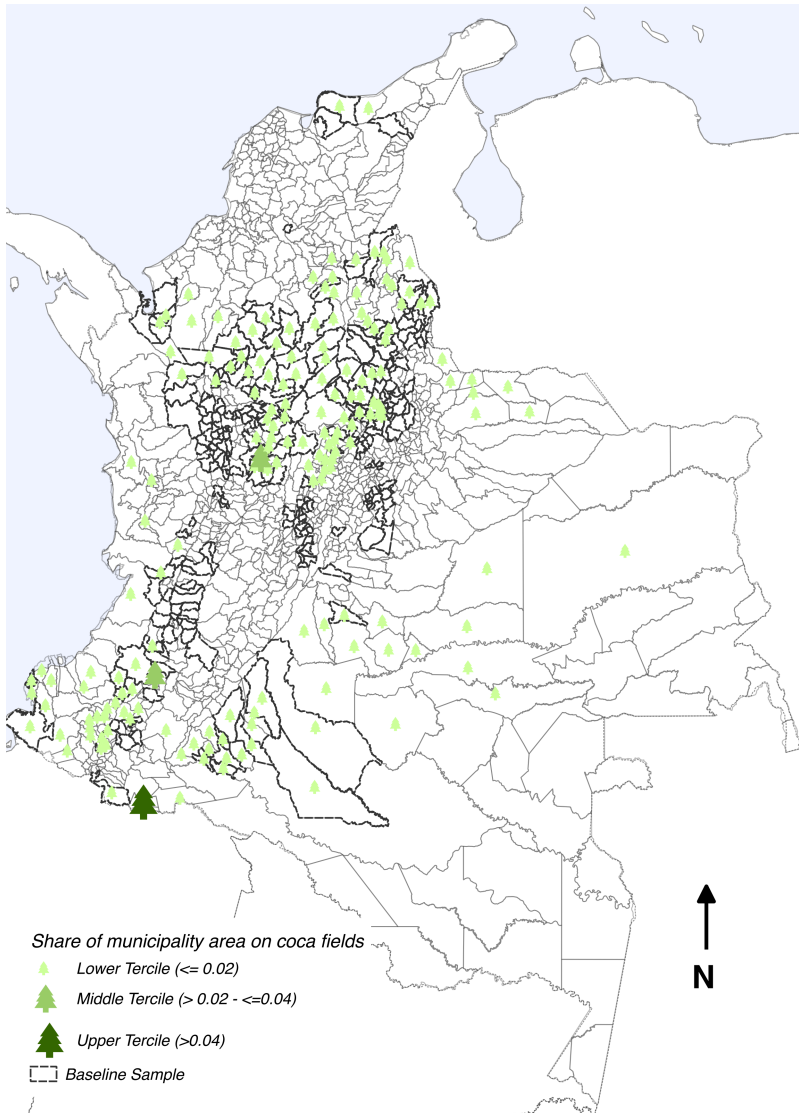 N
Share of municipality area on coca fields
Lower Tercile (<= 0.02)
Middle Tercile (> 0.02 - <=0.04)
Upper Tercile (>0.04)
Baseline Sample